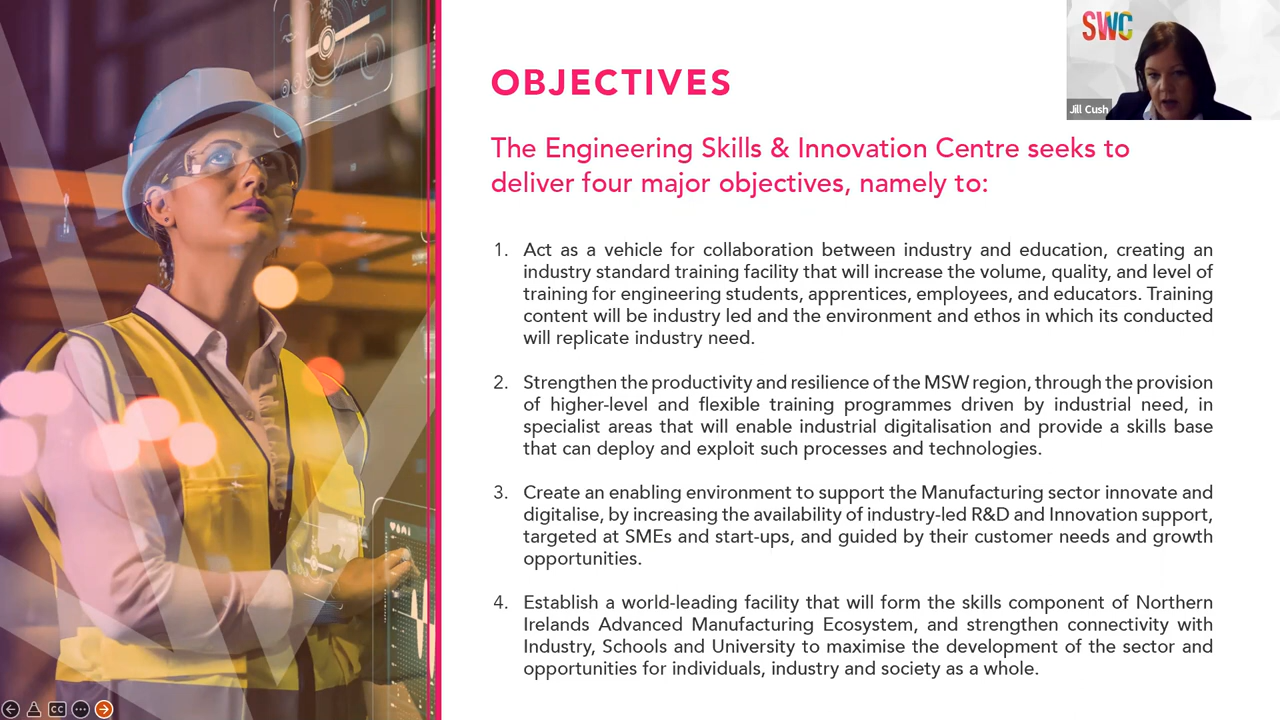 SWC
Jill Cush
OBJECTIVES
The Engineering Skills & Innovation Centre seeks to
deliver four major objectives, namely to:
1. Act as a vehicle for collaboration between industry and education, creating an
industry standard training facility that will increase the volume, quality, and level of
training for engineering students, apprentices, employees, and educators. Training
content will be industry led and the environment and ethos in which its conducted
will replicate industry need.
2. Strengthen the productivity and resilience of the MSW region, through the provision
of higher-level and flexible training programmes driven by industrial need, in
specialist areas that will enable industrial digitalisation and provide a skills base
that can deploy and exploit such processes and technologies.
3. Create an enabling environment to support the Manufacturing sector innovate and
digitalise, by increasing the availability of industry-led R&D and Innovation support,
targeted at SMEs and start-ups, and guided by their customer needs and growth
opportunities.
4. Establish a world-leading facility that will form the skills component of Northern
Irelands Advanced Manufacturing Ecosystem, and strengthen connectivity with
Industry, Schools and University to maximise the development of the sector and
opportunities for individuals, industry and society as a whole.
CC